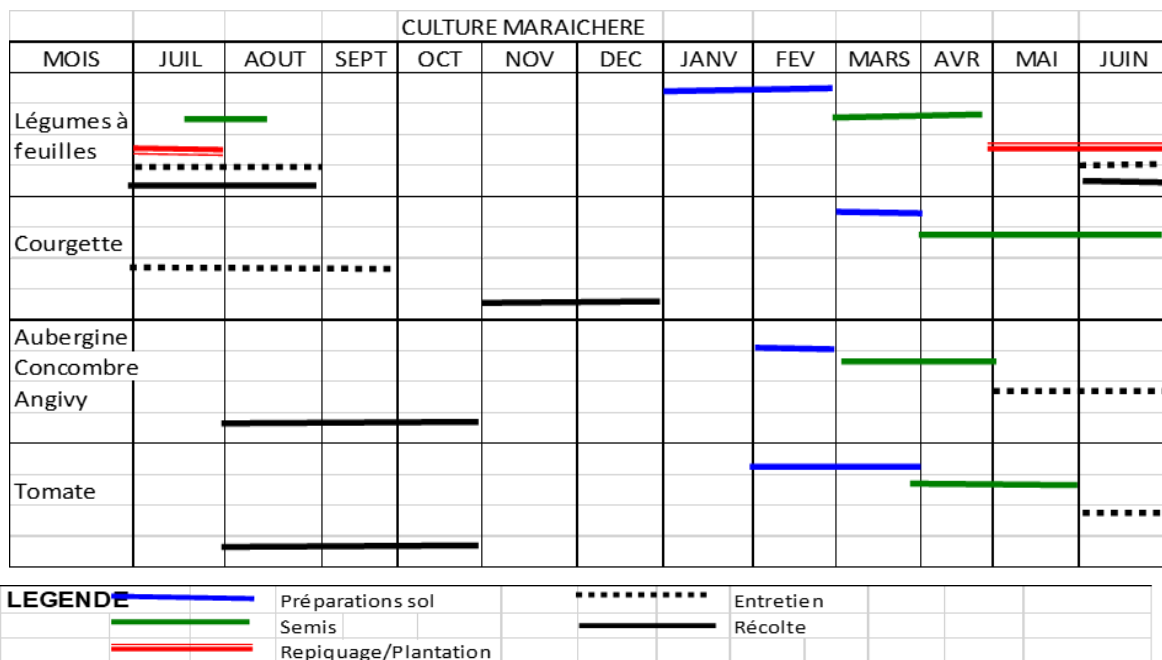 CULTURE MARAICHERE
MOIS JUIL AOUT SEPT OCT NOV DEC JANV FEV MARS AVR MAI JUIN
Légumes à
feuilles
Courgette
Aubergine
Concombre
Angivy
Tomate
LEGENDE Préparations sol Entretien
Semis Récolte
Repiquage/Plantation